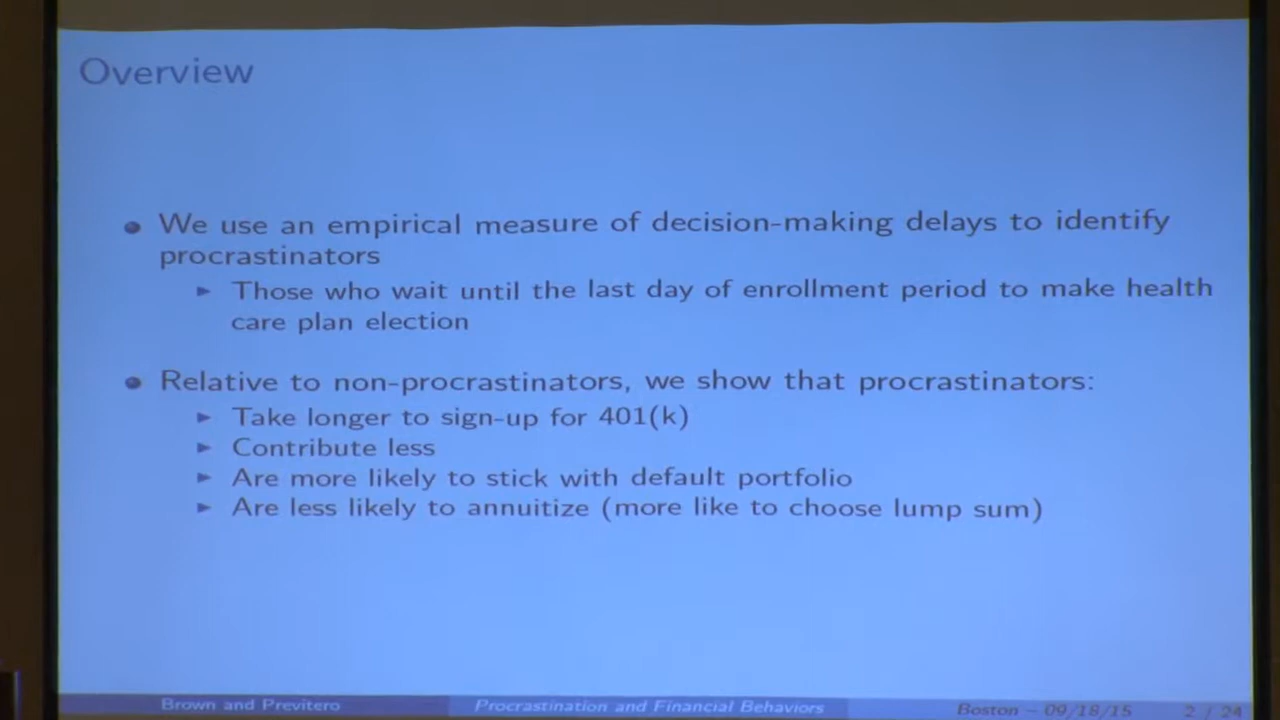 Overview
We use an empirical measure of decision-making delays to identify
procrastinators
Those who wait until the last day of enrollment period to make health
care plan election
Relative to non-procrastinators, we show that procrastinators:
Take longer to sign-up for 401(k)
Contribute less
Are more likely to stick with default portfolio
Are less likely to annuitize (more like to choose lump sum)
Brown and Previtero Procrastination and Financial Behaviors Boston – 09/18/15 2 / 24